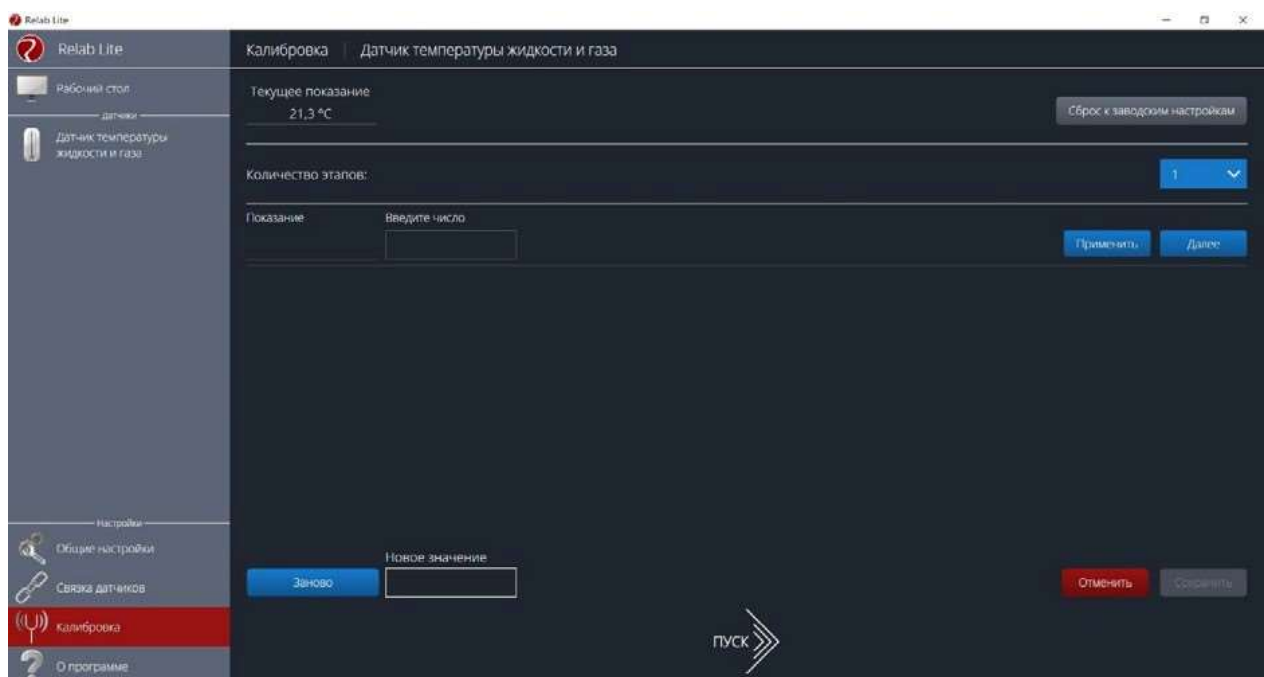 Relab Lite
Relab Lite
Калибровка | Датчик температуры жидкости и газа
Рабочий стол
Датчики
Датчик температуры
жидкости и газа
Текущее показание
21,3 °C
Сброс к заводским настройкам
Количество этапов:
1
Показание
Введите число
Применить
Далее
Настройки
Общие настройки
Связка датчиков
Калибровка
О программе
Новое значение
Заново
Отменить
Сохранить
ПУСК